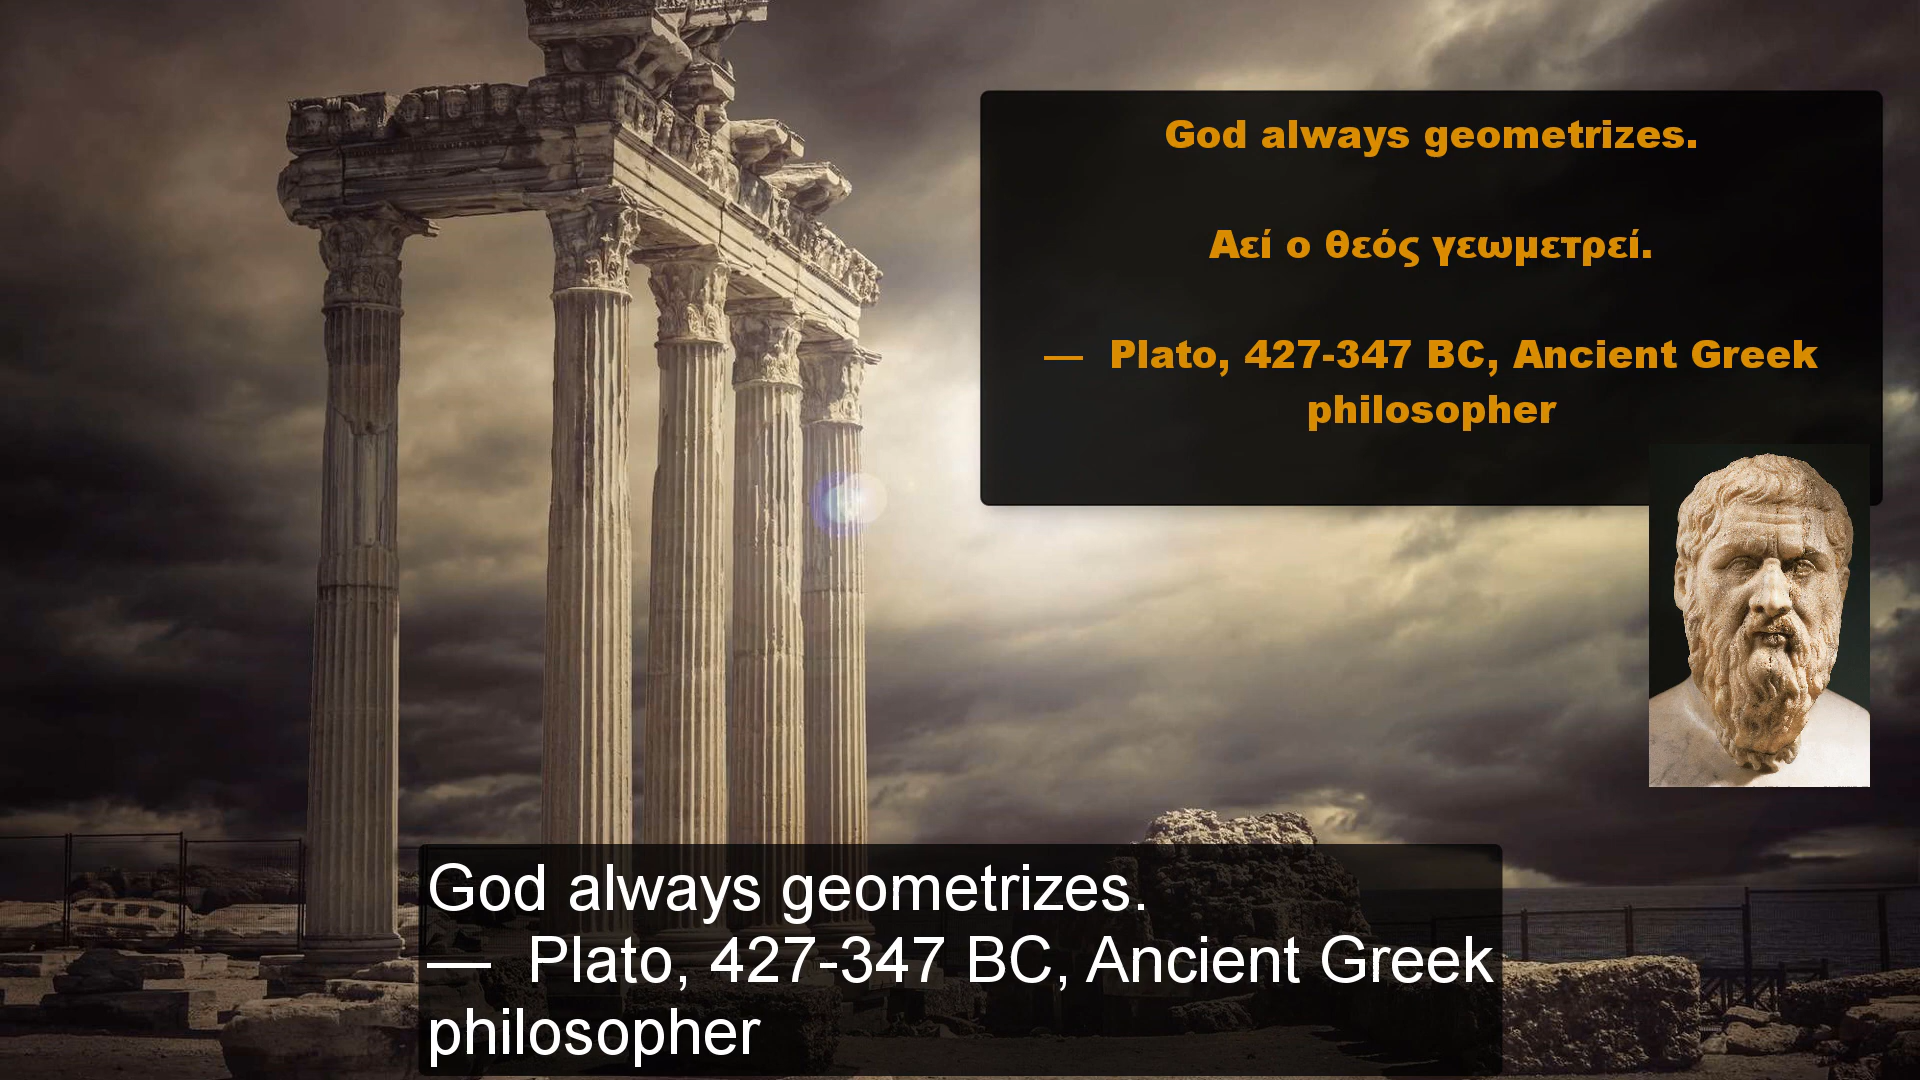 God always geometrizes.
Αεί ο θεός γεωμετρεί.
— Plato, 427-347 BC, Ancient Greek
philosopher
God always geometrizes.
— Plato, 427-347 BC, Ancient Greek
philosopher